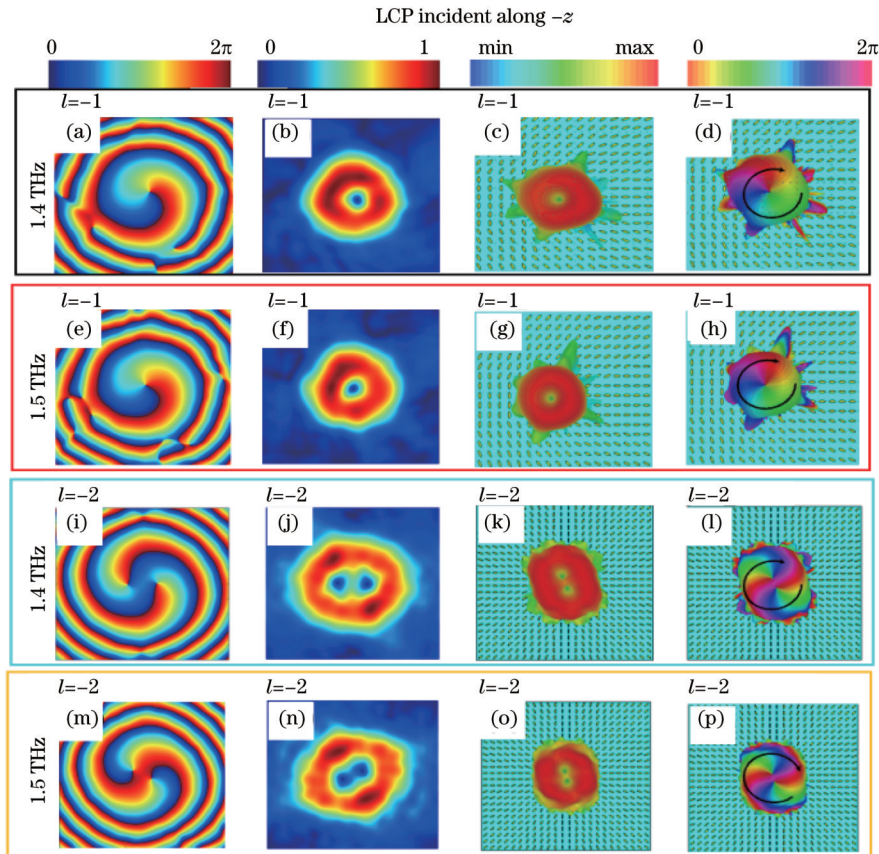 LCP incident along −z
0 2π 0 1 min max 0 2π
l=−1 l=−1 l=−1 l=−1
1.4 THz
(a) (b) (c) (d)
l=−1 l=−1 l=−1 l=−1
1.5 THz
(e) (f) (g) (h)
l=−2 l=−2 l=−2 l=−2
1.4 THz
(i) (j) (k) (l)
l=−2 l=−2 l=−2 l=−2
1.5 THz
(m) (n) (o) (p)